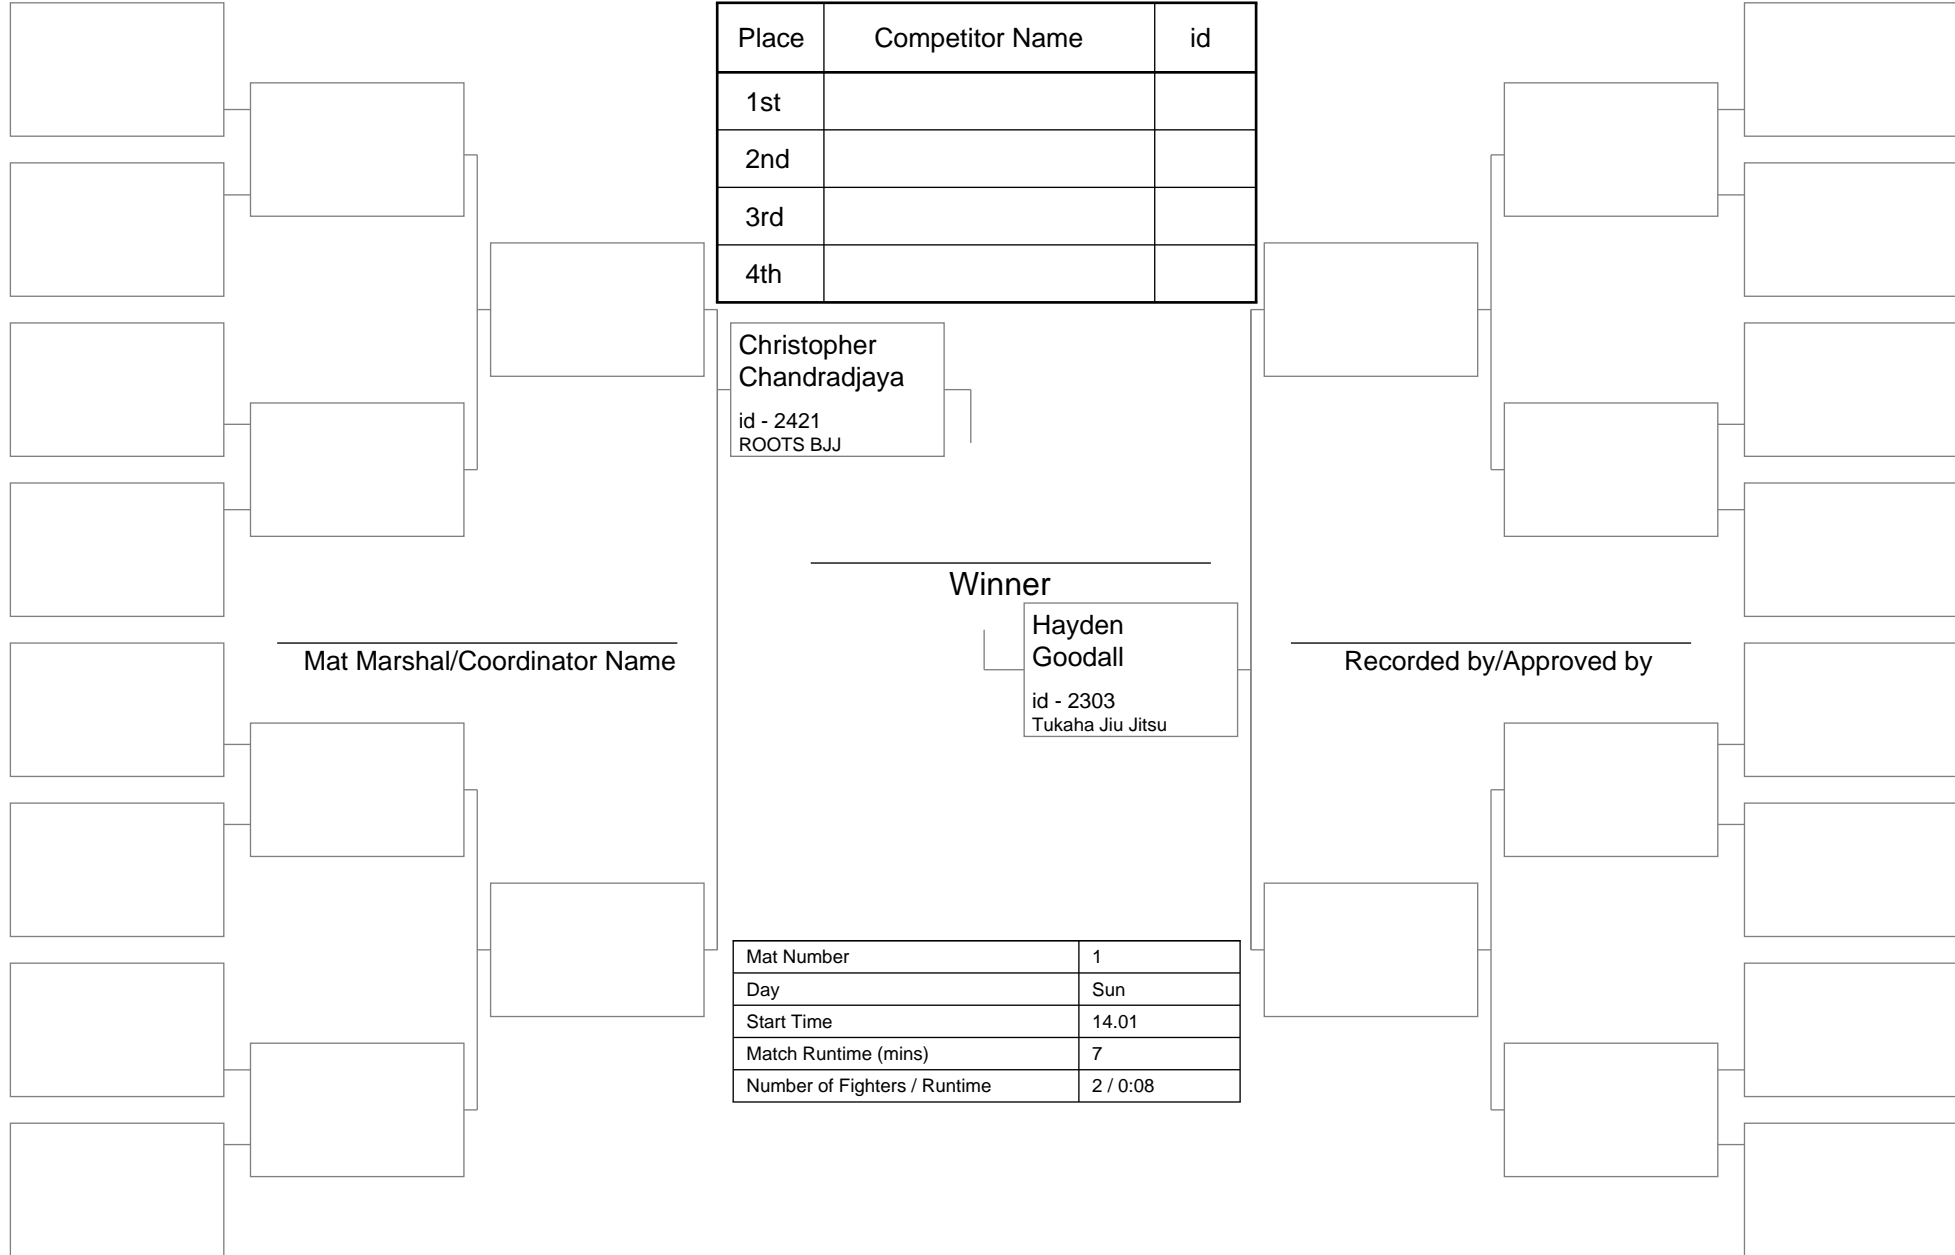 Place Competitor Name id
1st
2nd
3rd
4th
Christopher
Chandradjaya
id - 2421
ROOTS BJJ
Winner
Hayden
Goodall
id - 2303
Tukaha Jiu Jitsu
Mat Marshal/Coordinator Name
Recorded by/Approved by
Mat Number 1
Day Sun
Start Time 14.01
Match Runtime (mins) 7
Number of Fighters / Runtime 2 / 0:08